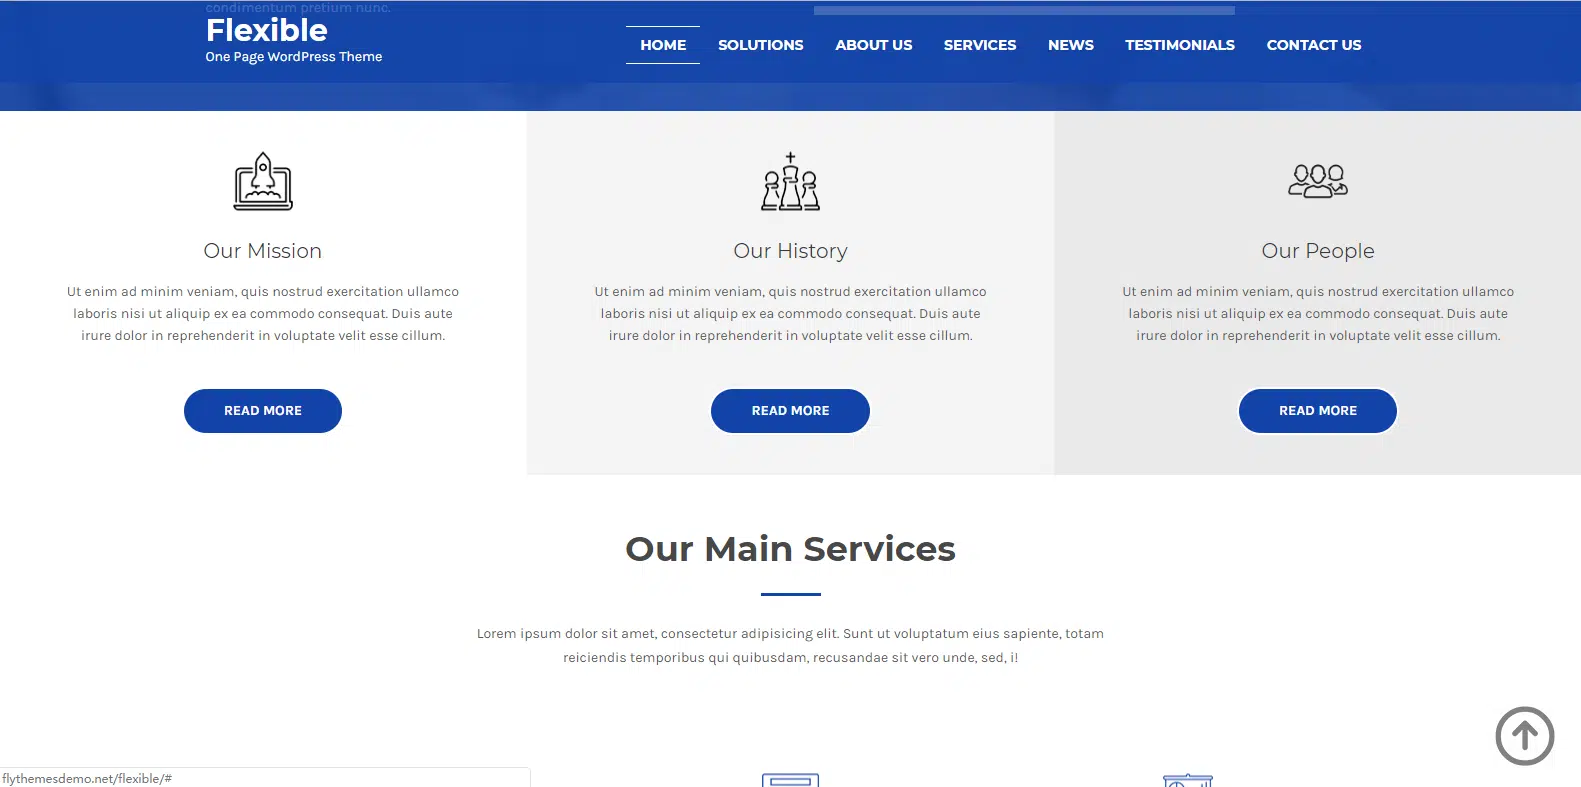 condimentum pretium nunc.
Flexible
One Page WordPress Theme
HOME SOLUTIONS ABOUT US SERVICES NEWS TESTIMONIALS CONTACT US
Our Mission
Ut enim ad minim veniam, quis nostrud exercitation ullamco
laboris nisi ut aliquip ex ea commodo consequat. Duis aute
irure dolor in reprehenderit in voluptate velit esse cillum.
READ MORE
Our History
Ut enim ad minim veniam, quis nostrud exercitation ullamco
laboris nisi ut aliquip ex ea commodo consequat. Duis aute
irure dolor in reprehenderit in voluptate velit esse cillum.
READ MORE
Our People
Ut enim ad minim veniam, quis nostrud exercitation ullamco
laboris nisi ut aliquip ex ea commodo consequat. Duis aute
irure dolor in reprehenderit in voluptate velit esse cillum.
READ MORE
Our Main Services
Lorem ipsum dolor sit amet, consectetur adipisicing elit. Sunt ut voluptatum eius sapiente, totam
reiciendis temporibus qui quibusdam, recusandae sit vero unde, sed, i!
flythemesdemo.net/flexible/#